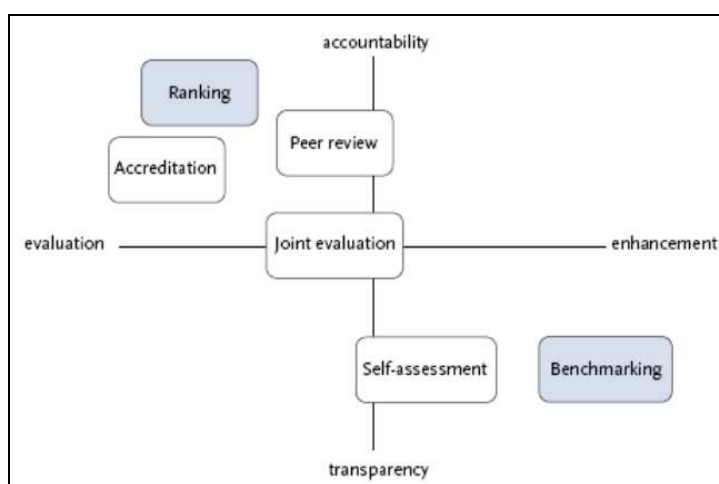 accountability
Ranking
Peer review
Accreditation
evaluation
Joint evaluation
enhancement
Self-assessment
Benchmarking
transparency